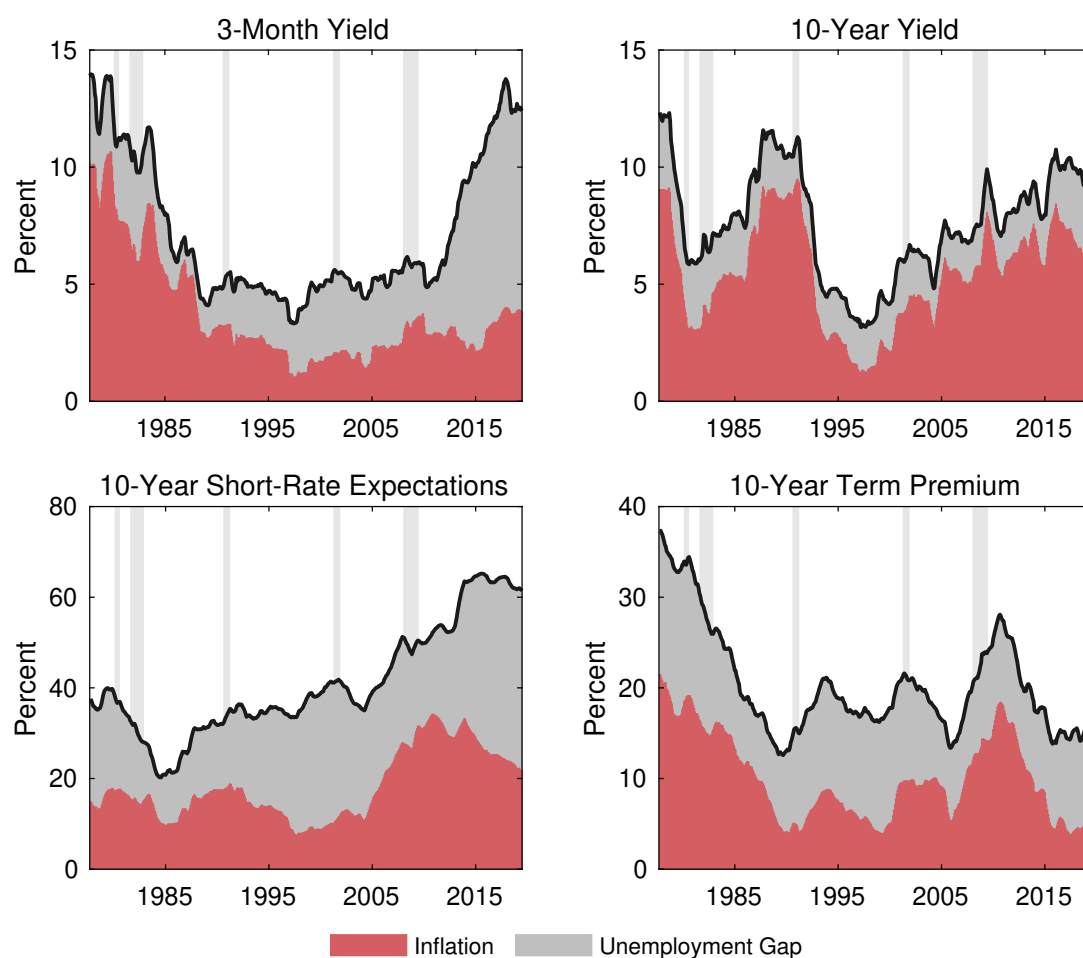 3-Month Yield
15
10
5
0
Percent
1985 1995 2005 2015
10-Year Yield
15
10
5
0
Percent
1985 1995 2005 2015
10-Year Short-Rate Expectations
80
60
40
20
0
Percent
1985 1995 2005 2015
10-Year Term Premium
40
30
20
10
0
Percent
1985 1995 2005 2015
Inflation Unemployment Gap